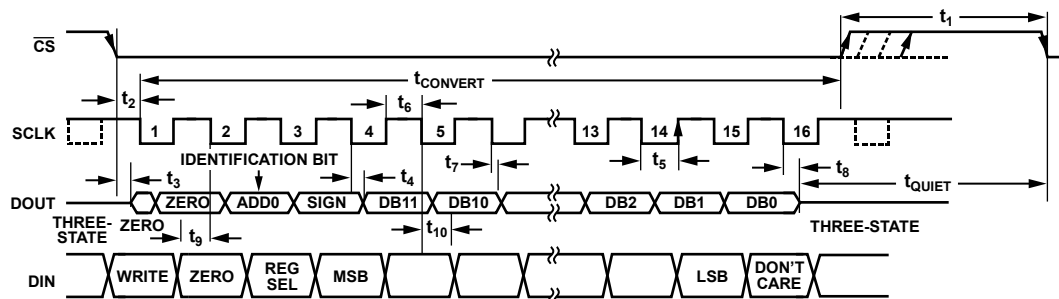 CS
t1
tCONVERT
t2
t6
SCLK
1
2
3
4
5
13
14
15
16
IDENTIFICATION BIT
t3
t4
t7
t5
t8
tQUIET
DOUT
ZERO
ADD0
SIGN
DB11
DB10
DB2
DB1
DB0
THREE-
STATE
ZERO
t9
t10
THREE-STATE
DIN
WRITE
ZERO
REG
SEL
MSB
LSB
DON'T
CARE